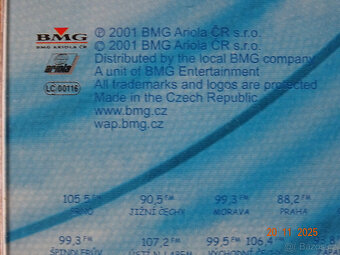 BMG
BMG ARIOLA ČR
ariola
LC 00116
℗ 2001 BMG Ariola ČR s.r.o.
© 2001 BMG Ariola ČR s.r.o.
Distributed by the local BMG company
A unit of BMG Entertainment
All trademarks and logos are protected
Made in the Czech Republic
www.bmg.cz
wap.bmg.cz
105,5 FM 90,5 FM 99,3 FM 88,2 FM
BRNO JIŽNÍ ČECHY MORAVA PRAHA
20.11.2025
99,3 FM 107,2 FM 99,5 FM 106,4 FM
ŠPINDLERŮV ÚSTÍ N LABEM VÝCHODNÍ ČECHY